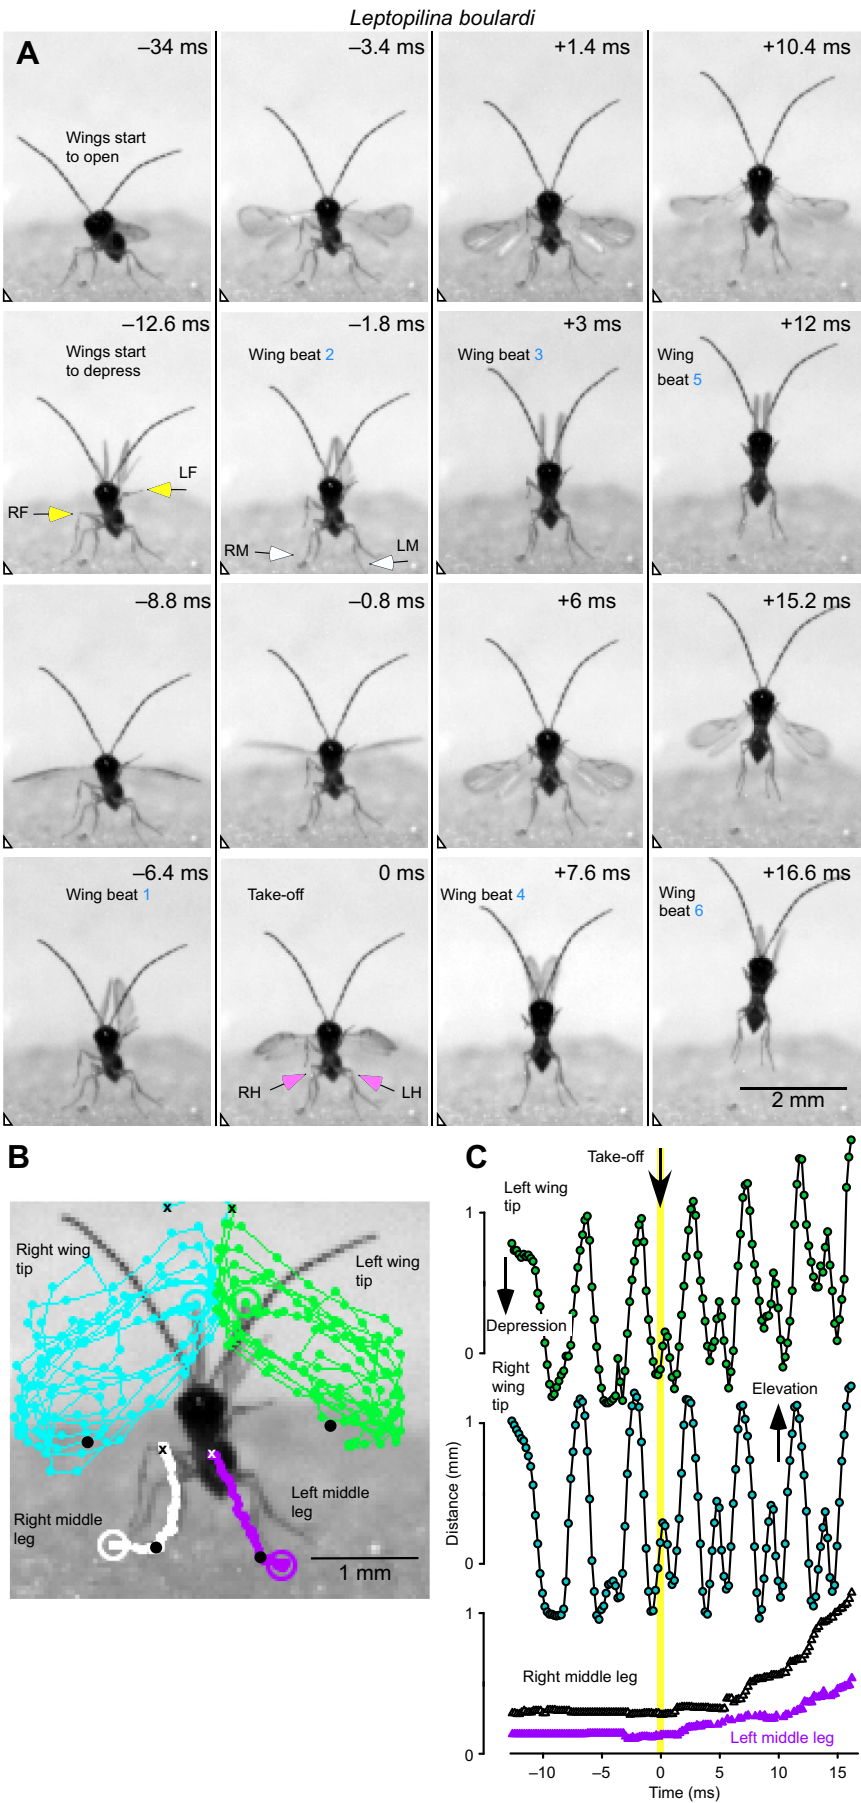 Leptopilina boulardi
A
–34 ms
Wings start
to open
–3.4 ms
+1.4 ms
+10.4 ms
–12.6 ms
Wings start
to depress
LF
RF
–1.8 ms
Wing beat 2
RM
LM
+3 ms
Wing beat 3
+12 ms
Wing
beat 5
–8.8 ms
–0.8 ms
+6 ms
+15.2 ms
–6.4 ms
Wing beat 1
0 ms
Take-off
RH
LH
+7.6 ms
Wing beat 4
+16.6 ms
Wing
beat 6
2 mm
B
x
x
Right wing
tip
Left wing
tip
x
x
Left middle
leg
Right middle
leg
1 mm
C
Take-off
Left wing
tip
1
Depression
0
Right
wing
tip
Elevation
1
Distance (mm)
0
1
Right middle leg
Left middle leg
0
–10
–5
0
5
10
15
Time (ms)